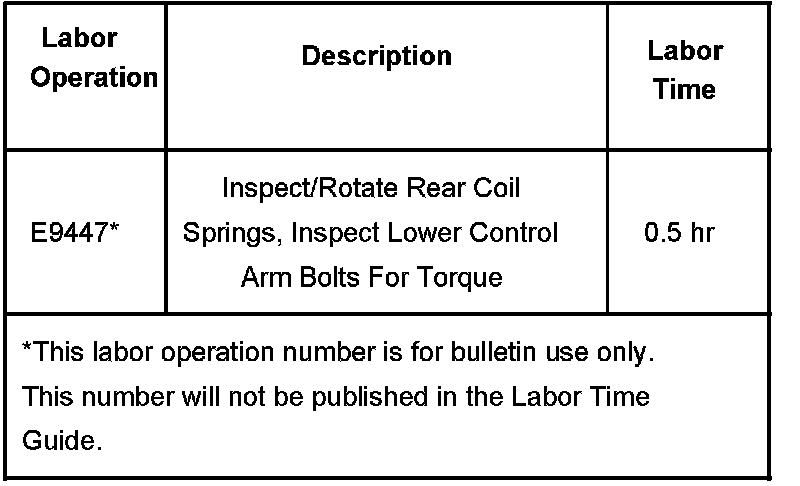 Labor
Operation
Description
Labor
Time
E9447*
Inspect/Rotate Rear Coil
Springs, Inspect Lower Control
Arm Bolts For Torque
0.5 hr
*This labor operation number is for bulletin use only.
This number will not be published in the Labor Time
Guide.